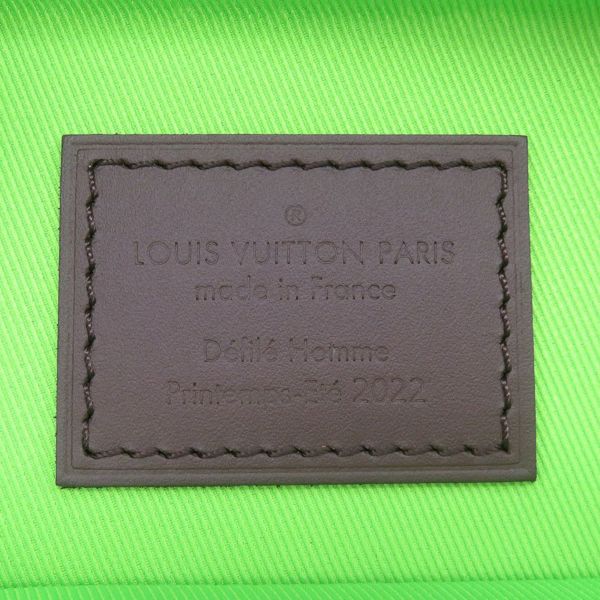 ®
LOUIS VUITTON PARIS
made in France
Défilé Homme
Printemps-Été 2022